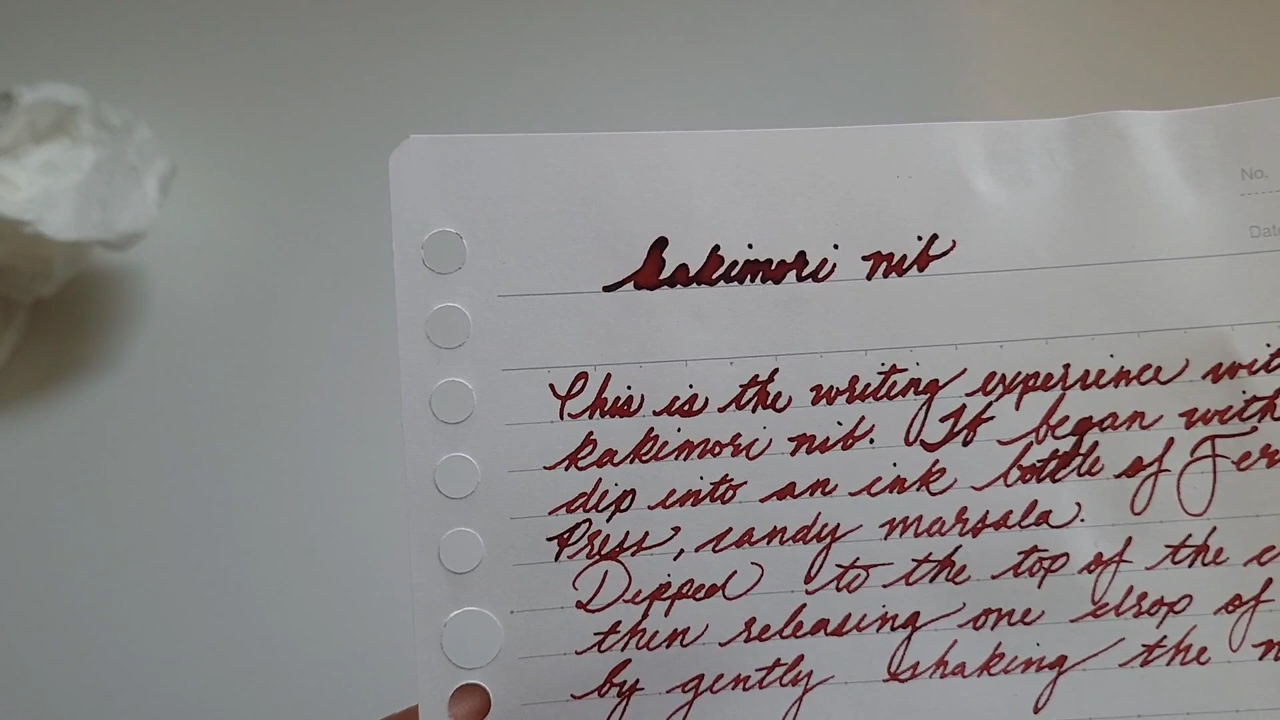 No.
Date
kakimori nib
This is the writing experience wit
kakimori nib. It began with
dip into an ink bottle of Fer
Press, candy marsala.
Dipped to the top of the
then releasing one drop of
by gently shaking the n